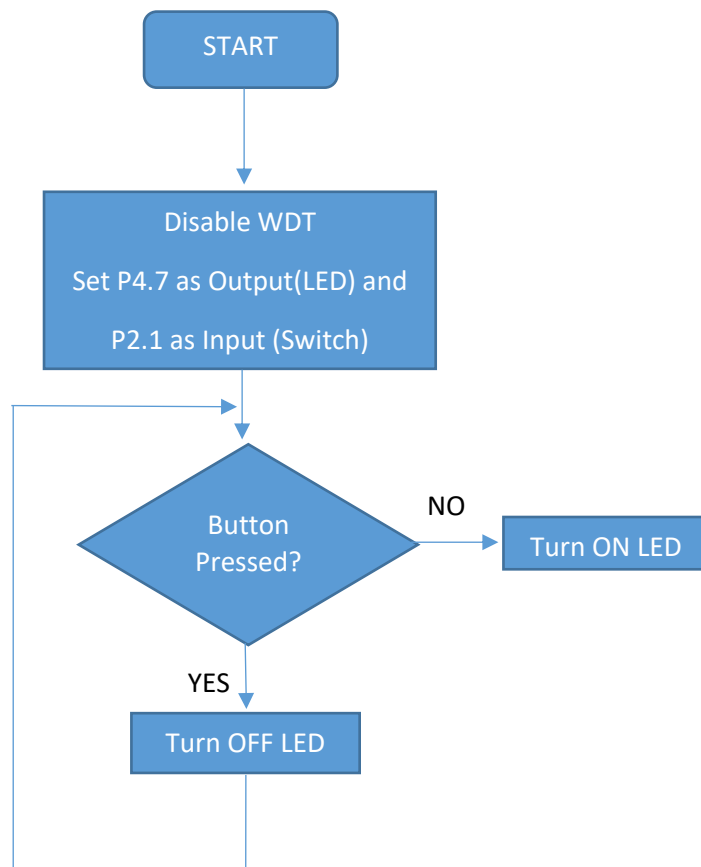 START
Disable WDT
Set P4.7 as Output(LED) and
P2.1 as Input (Switch)
Button
Pressed?
NO
Turn ON LED
YES
Turn OFF LED